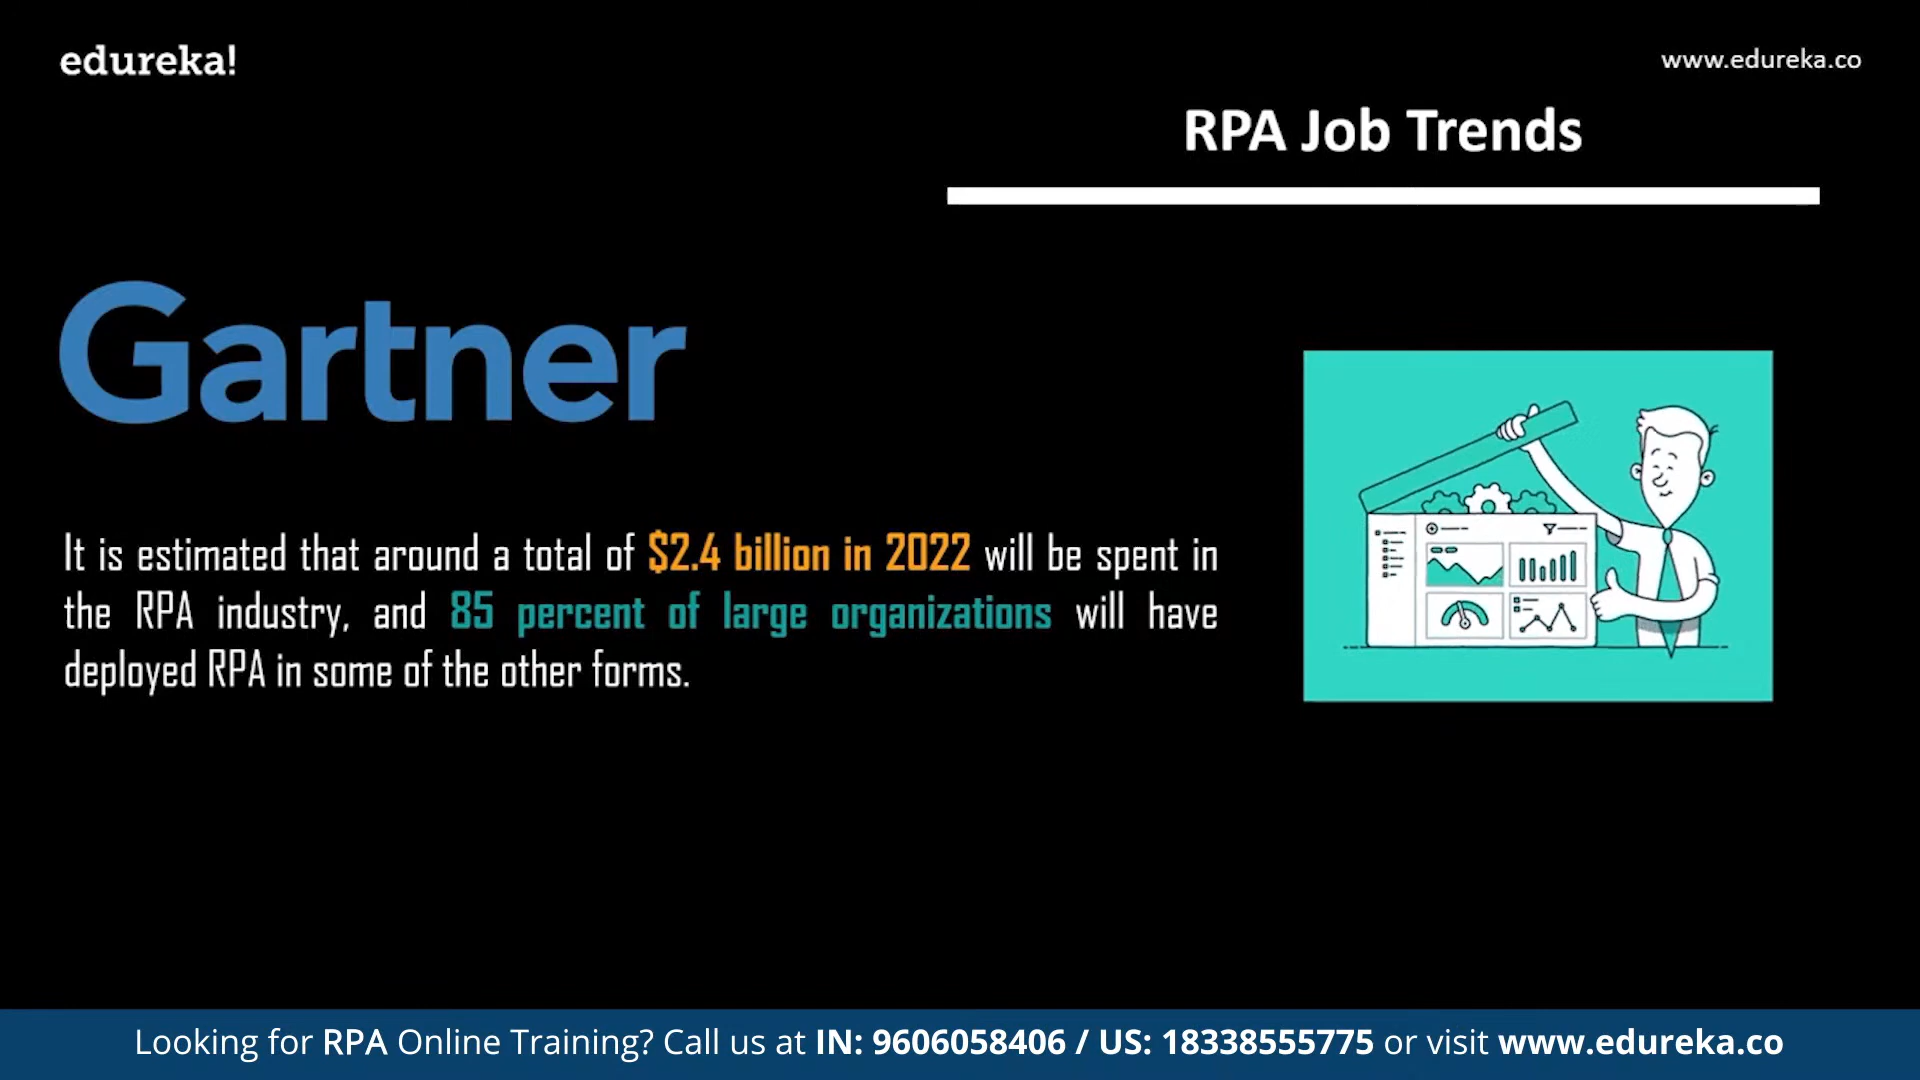 edureka!
www.edureka.co
RPA Job Trends
Gartner
It is estimated that around a total of $2.4 billion in 2022 will be spent in
the RPA industry, and 85 percent of large organizations will have
deployed RPA in some of the other forms.
Looking for RPA Online Training? Call us at IN: 9606058406 / US: 18338555775 or visit www.edureka.co